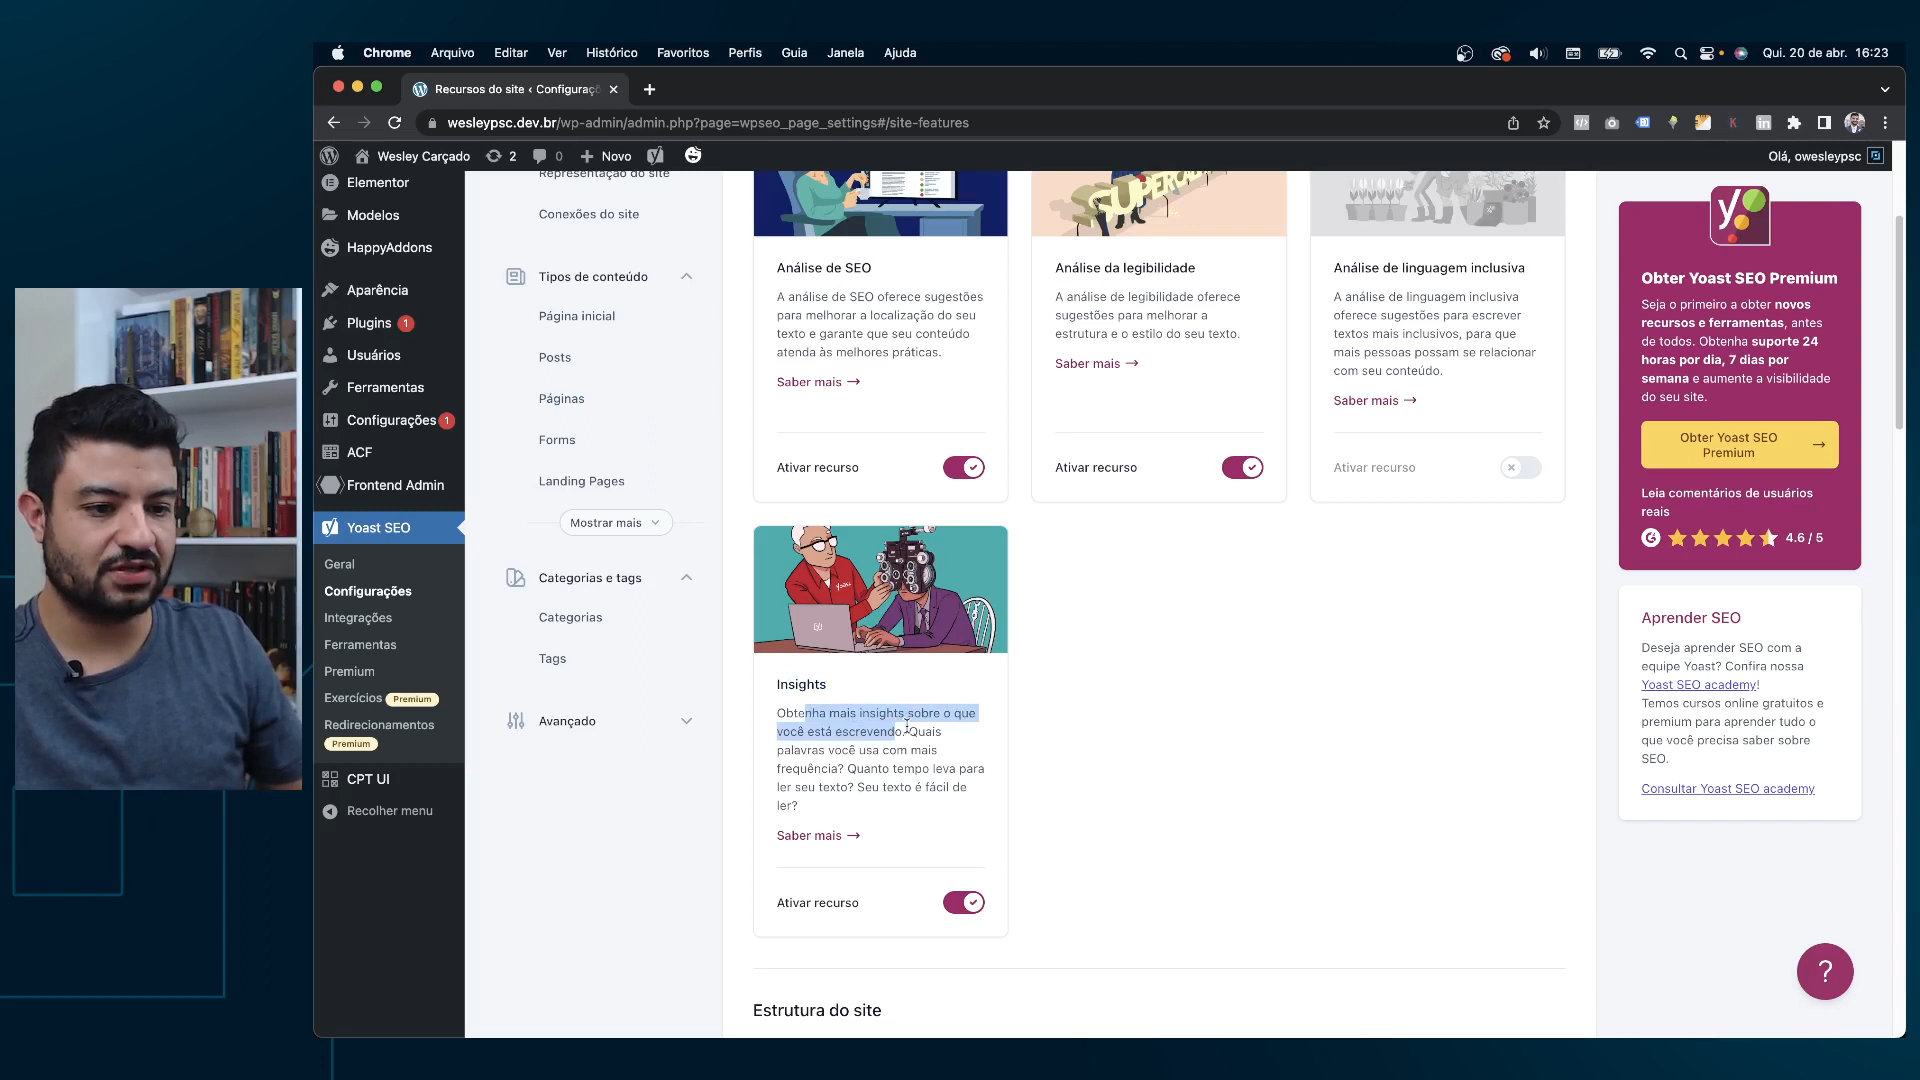 Chrome Arquivo Editar Ver Histórico Favoritos Perfis Guia Janela Ajuda
Qui. 20 de abr. 16:23
Recursos do site ‹ Configuraçõ
wesleypsc.dev.br/wp-admin/admin.php?page=wpseo_page_settings#/site-features
Wesley Carçado 2 0 Novo
Olá, owesleypsc
Elementor
Modelos
HappyAddons
Aparência
Plugins 1
Usuários
Ferramentas
Configurações 1
ACF
Frontend Admin
Yoast SEO
Geral
Configurações
Integrações
Ferramentas
Premium
Exercícios Premium
Redirecionamentos
Premium
CPT UI
Recolher menu
Representação do site
Conexões do site
Tipos de conteúdo
Página inicial
Posts
Páginas
Forms
Landing Pages
Mostrar mais
Categorias e tags
Categorias
Tags
Avançado
Análise de SEO
A análise de SEO oferece sugestões
para melhorar a localização do seu
texto e garante que seu conteúdo
atenda às melhores práticas.
Saber mais →
Ativar recurso
SUPERCA
Análise da legibilidade
A análise de legibilidade oferece
sugestões para melhorar a
estrutura e o estilo do seu texto.
Saber mais →
Ativar recurso
Análise de linguagem inclusiva
A análise de linguagem inclusiva
oferece sugestões para escrever
textos mais inclusivos, para que
mais pessoas possam se relacionar
com seu conteúdo.
Saber mais →
Ativar recurso
Insights
Obtenha mais insights sobre o que
você está escrevendo. Quais
palavras você usa com mais
frequência? Quanto tempo leva para
ler seu texto? Seu texto é fácil de
ler?
Saber mais →
Ativar recurso
Estrutura do site
Obter Yoast SEO Premium
Seja o primeiro a obter novos
recursos e ferramentas, antes
de todos. Obtenha suporte 24
horas por dia, 7 dias por
semana e aumente a visibilidade
do seu site.
Obter Yoast SEO
Premium →
Leia comentários de usuários
reais
4.6 / 5
Aprender SEO
Deseja aprender SEO com a
equipe Yoast? Confira nossa
Yoast SEO academy!
Temos cursos online gratuitos e
premium para aprender tudo o
que você precisa saber sobre
SEO.
Consultar Yoast SEO academy
?